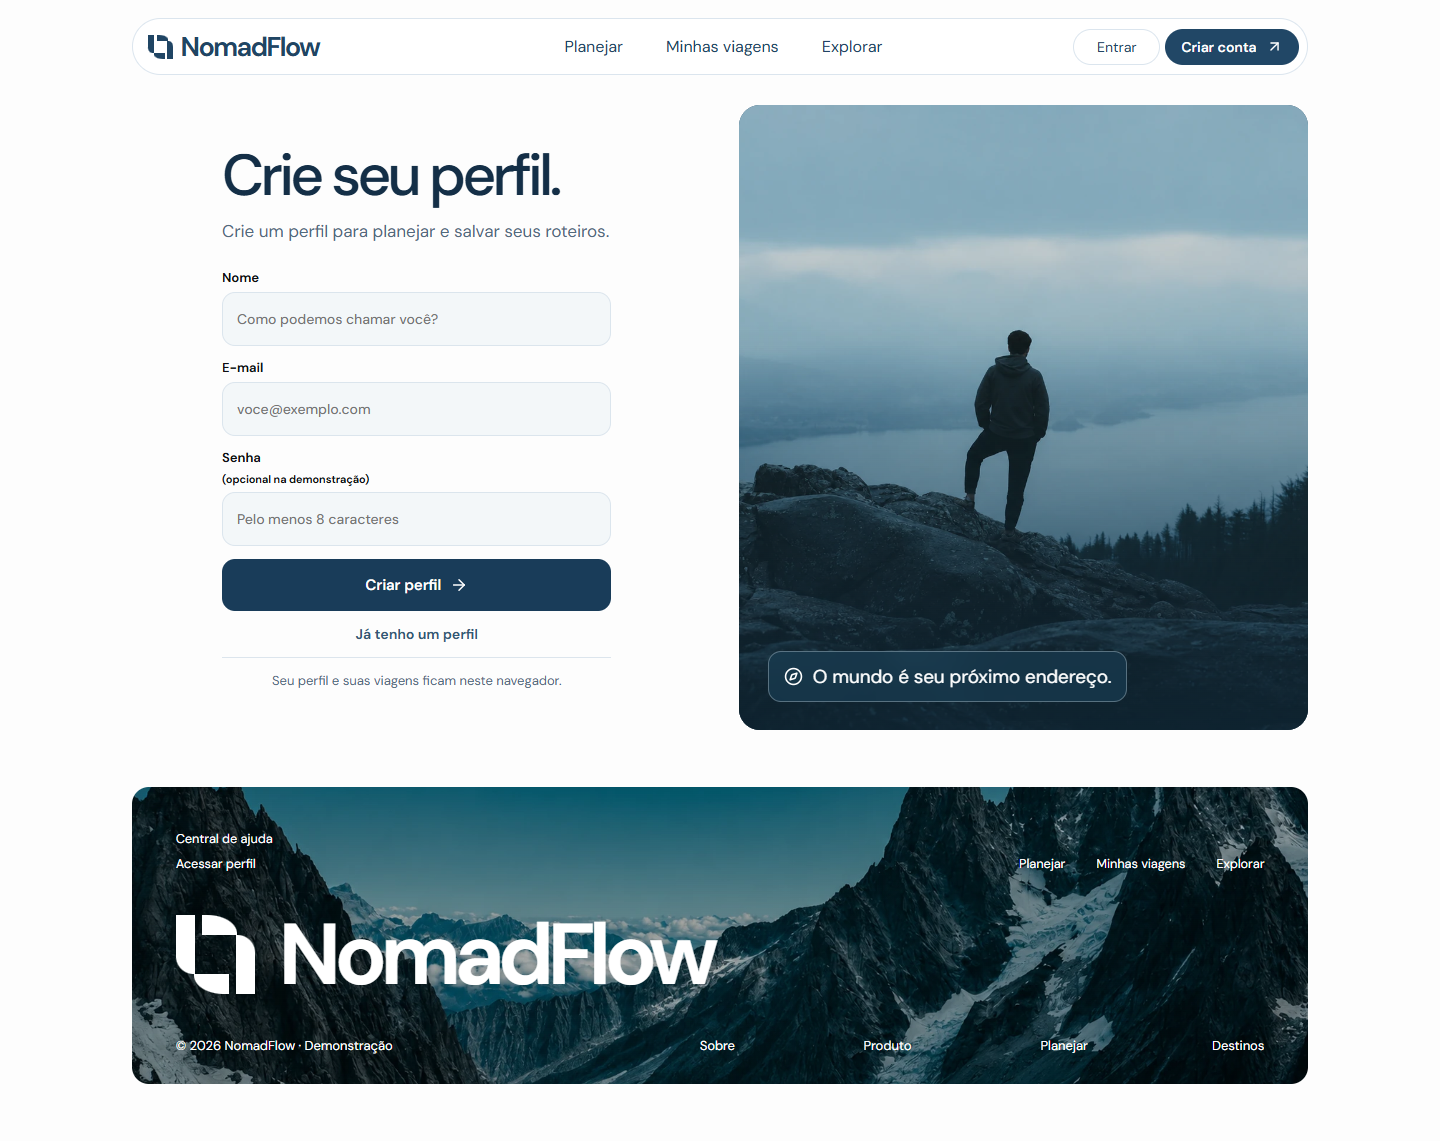 NomadFlow
Planejar
Minhas viagens
Explorar
Entrar
Criar conta
Crie seu perfil.
Crie um perfil para planejar e salvar seus roteiros.
Nome
Como podemos chamar você?
E-mail
voce@exemplo.com
Senha
(opcional na demonstração)
Pelo menos 8 caracteres
Criar perfil
Já tenho um perfil
Seu perfil e suas viagens ficam neste navegador.
O mundo é seu próximo endereço.
Central de ajuda
Acessar perfil
Planejar
Minhas viagens
Explorar
NomadFlow
© 2026 NomadFlow · Demonstração
Sobre
Produto
Planejar
Destinos